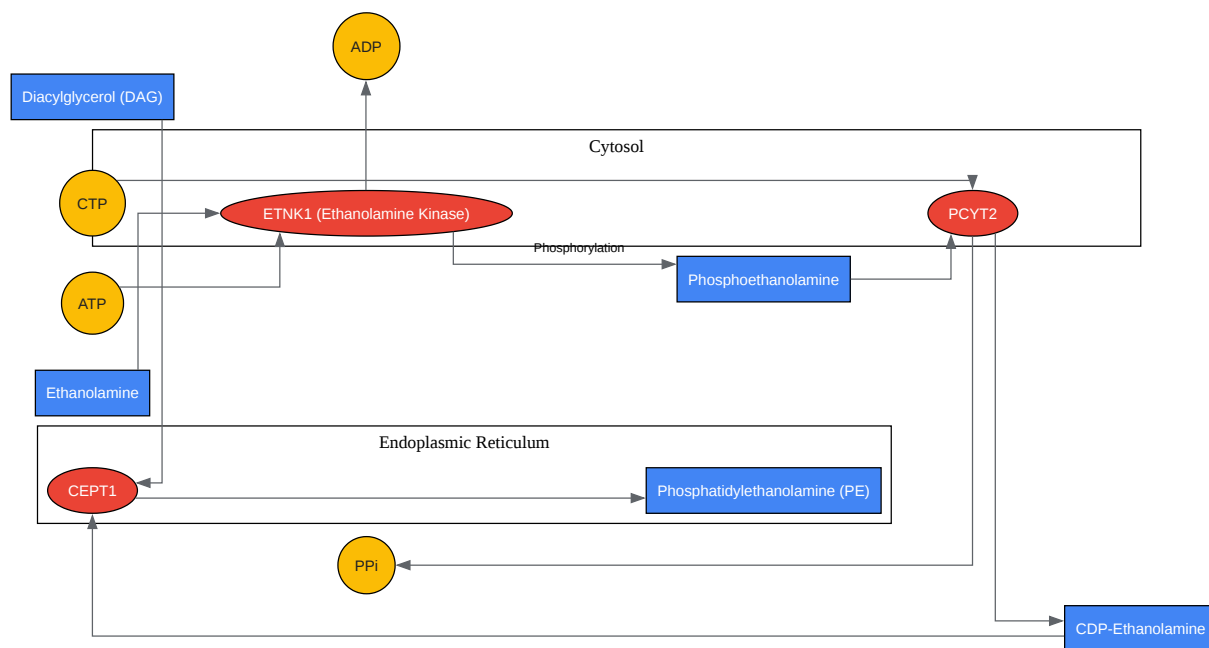 ADP
Diacylglycerol (DAG)
Cytosol
CTP
ETNK1 (Ethanolamine Kinase)
PCYT2
Phosphorylation
Phosphoethanolamine
ATP
Ethanolamine
Endoplasmic Reticulum
CEPT1
Phosphatidylethanolamine (PE)
PPi
CDP-Ethanolamine